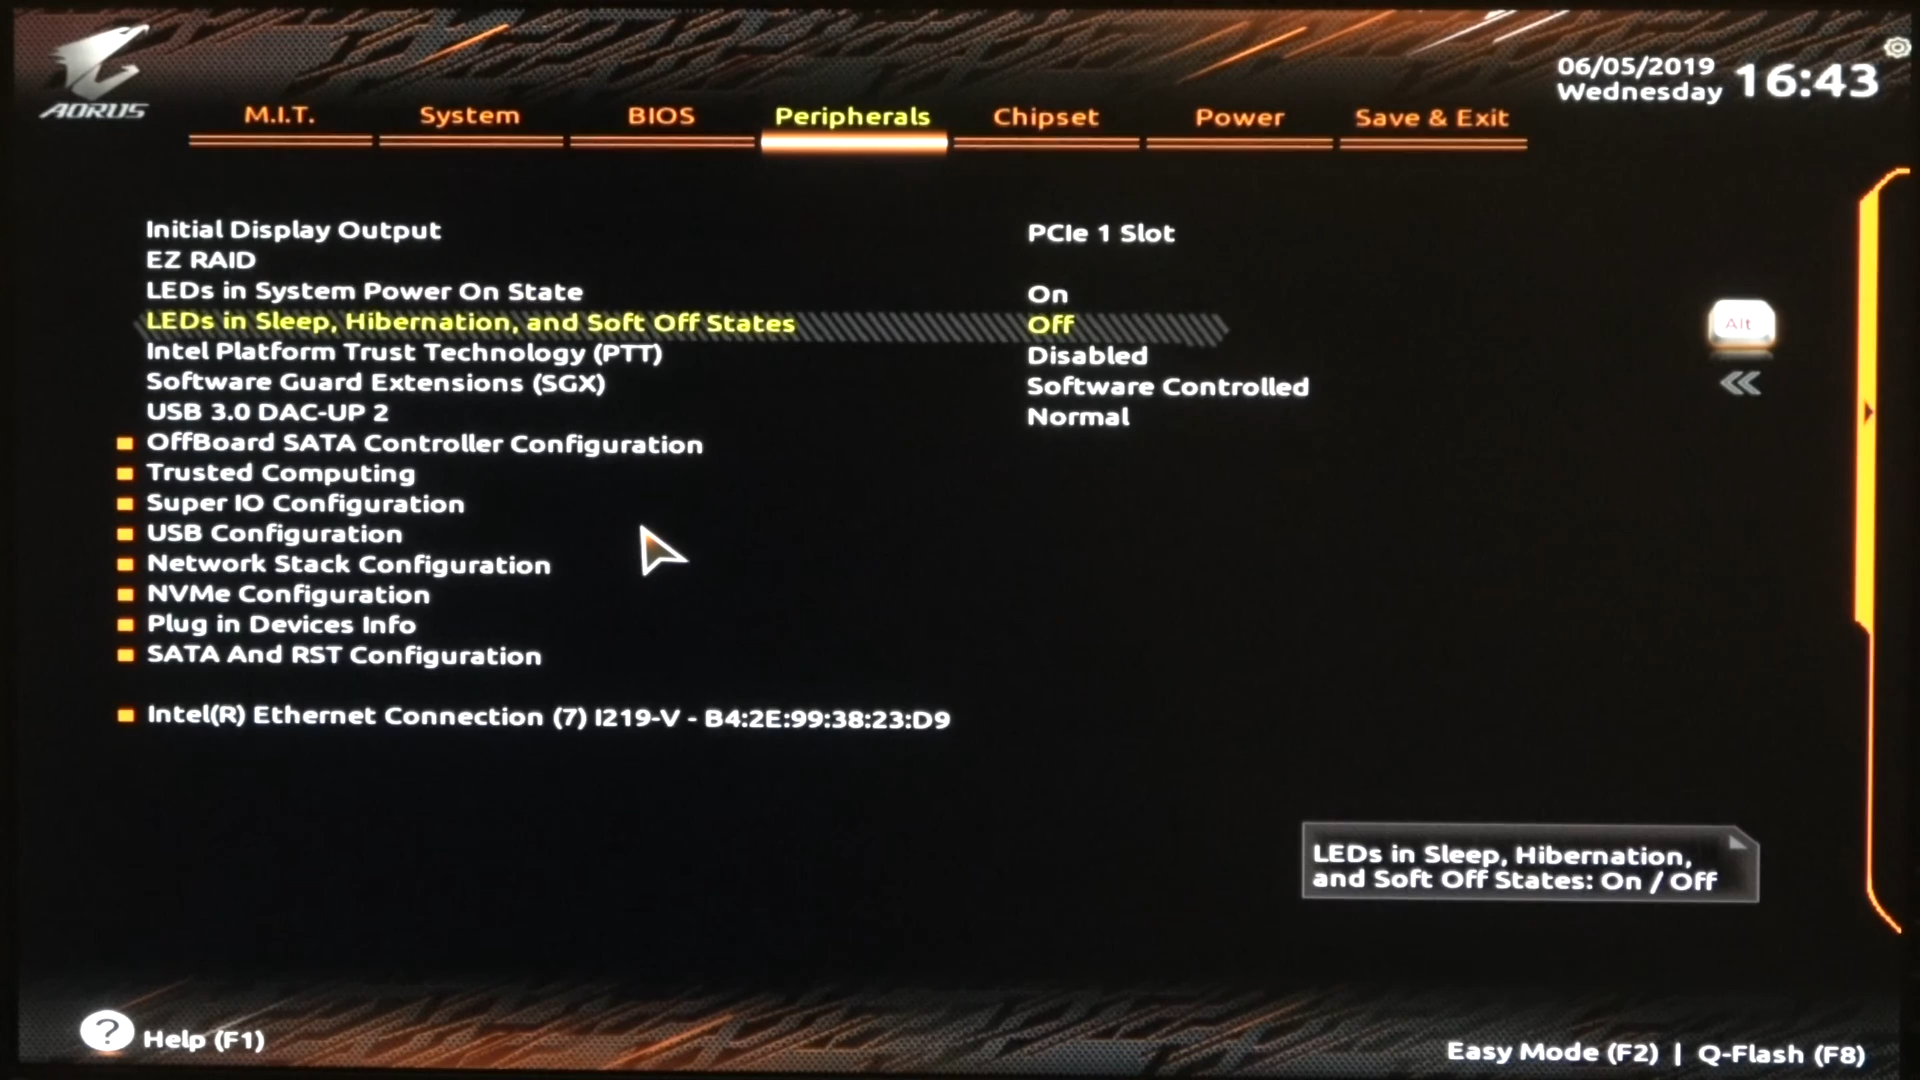 AORUS
M.I.T. System BIOS Peripherals Chipset Power Save & Exit
06/05/2019
Wednesday 16:43
Initial Display Output PCIe 1 Slot
EZ RAID
LEDs in System Power On State On
LEDs in Sleep, Hibernation, and Soft Off States Off
Intel Platform Trust Technology (PTT) Disabled
Software Guard Extensions (SGX) Software Controlled
USB 3.0 DAC-UP 2 Normal
OffBoard SATA Controller Configuration
Trusted Computing
Super IO Configuration
USB Configuration
Network Stack Configuration
NVMe Configuration
Plug in Devices Info
SATA And RST Configuration
Intel(R) Ethernet Connection (7) I219-V - B4:2E:99:38:23:D9
Alt
LEDs in Sleep, Hibernation,
and Soft Off States: On / Off
? Help (F1)
Easy Mode (F2) | Q-Flash (F8)